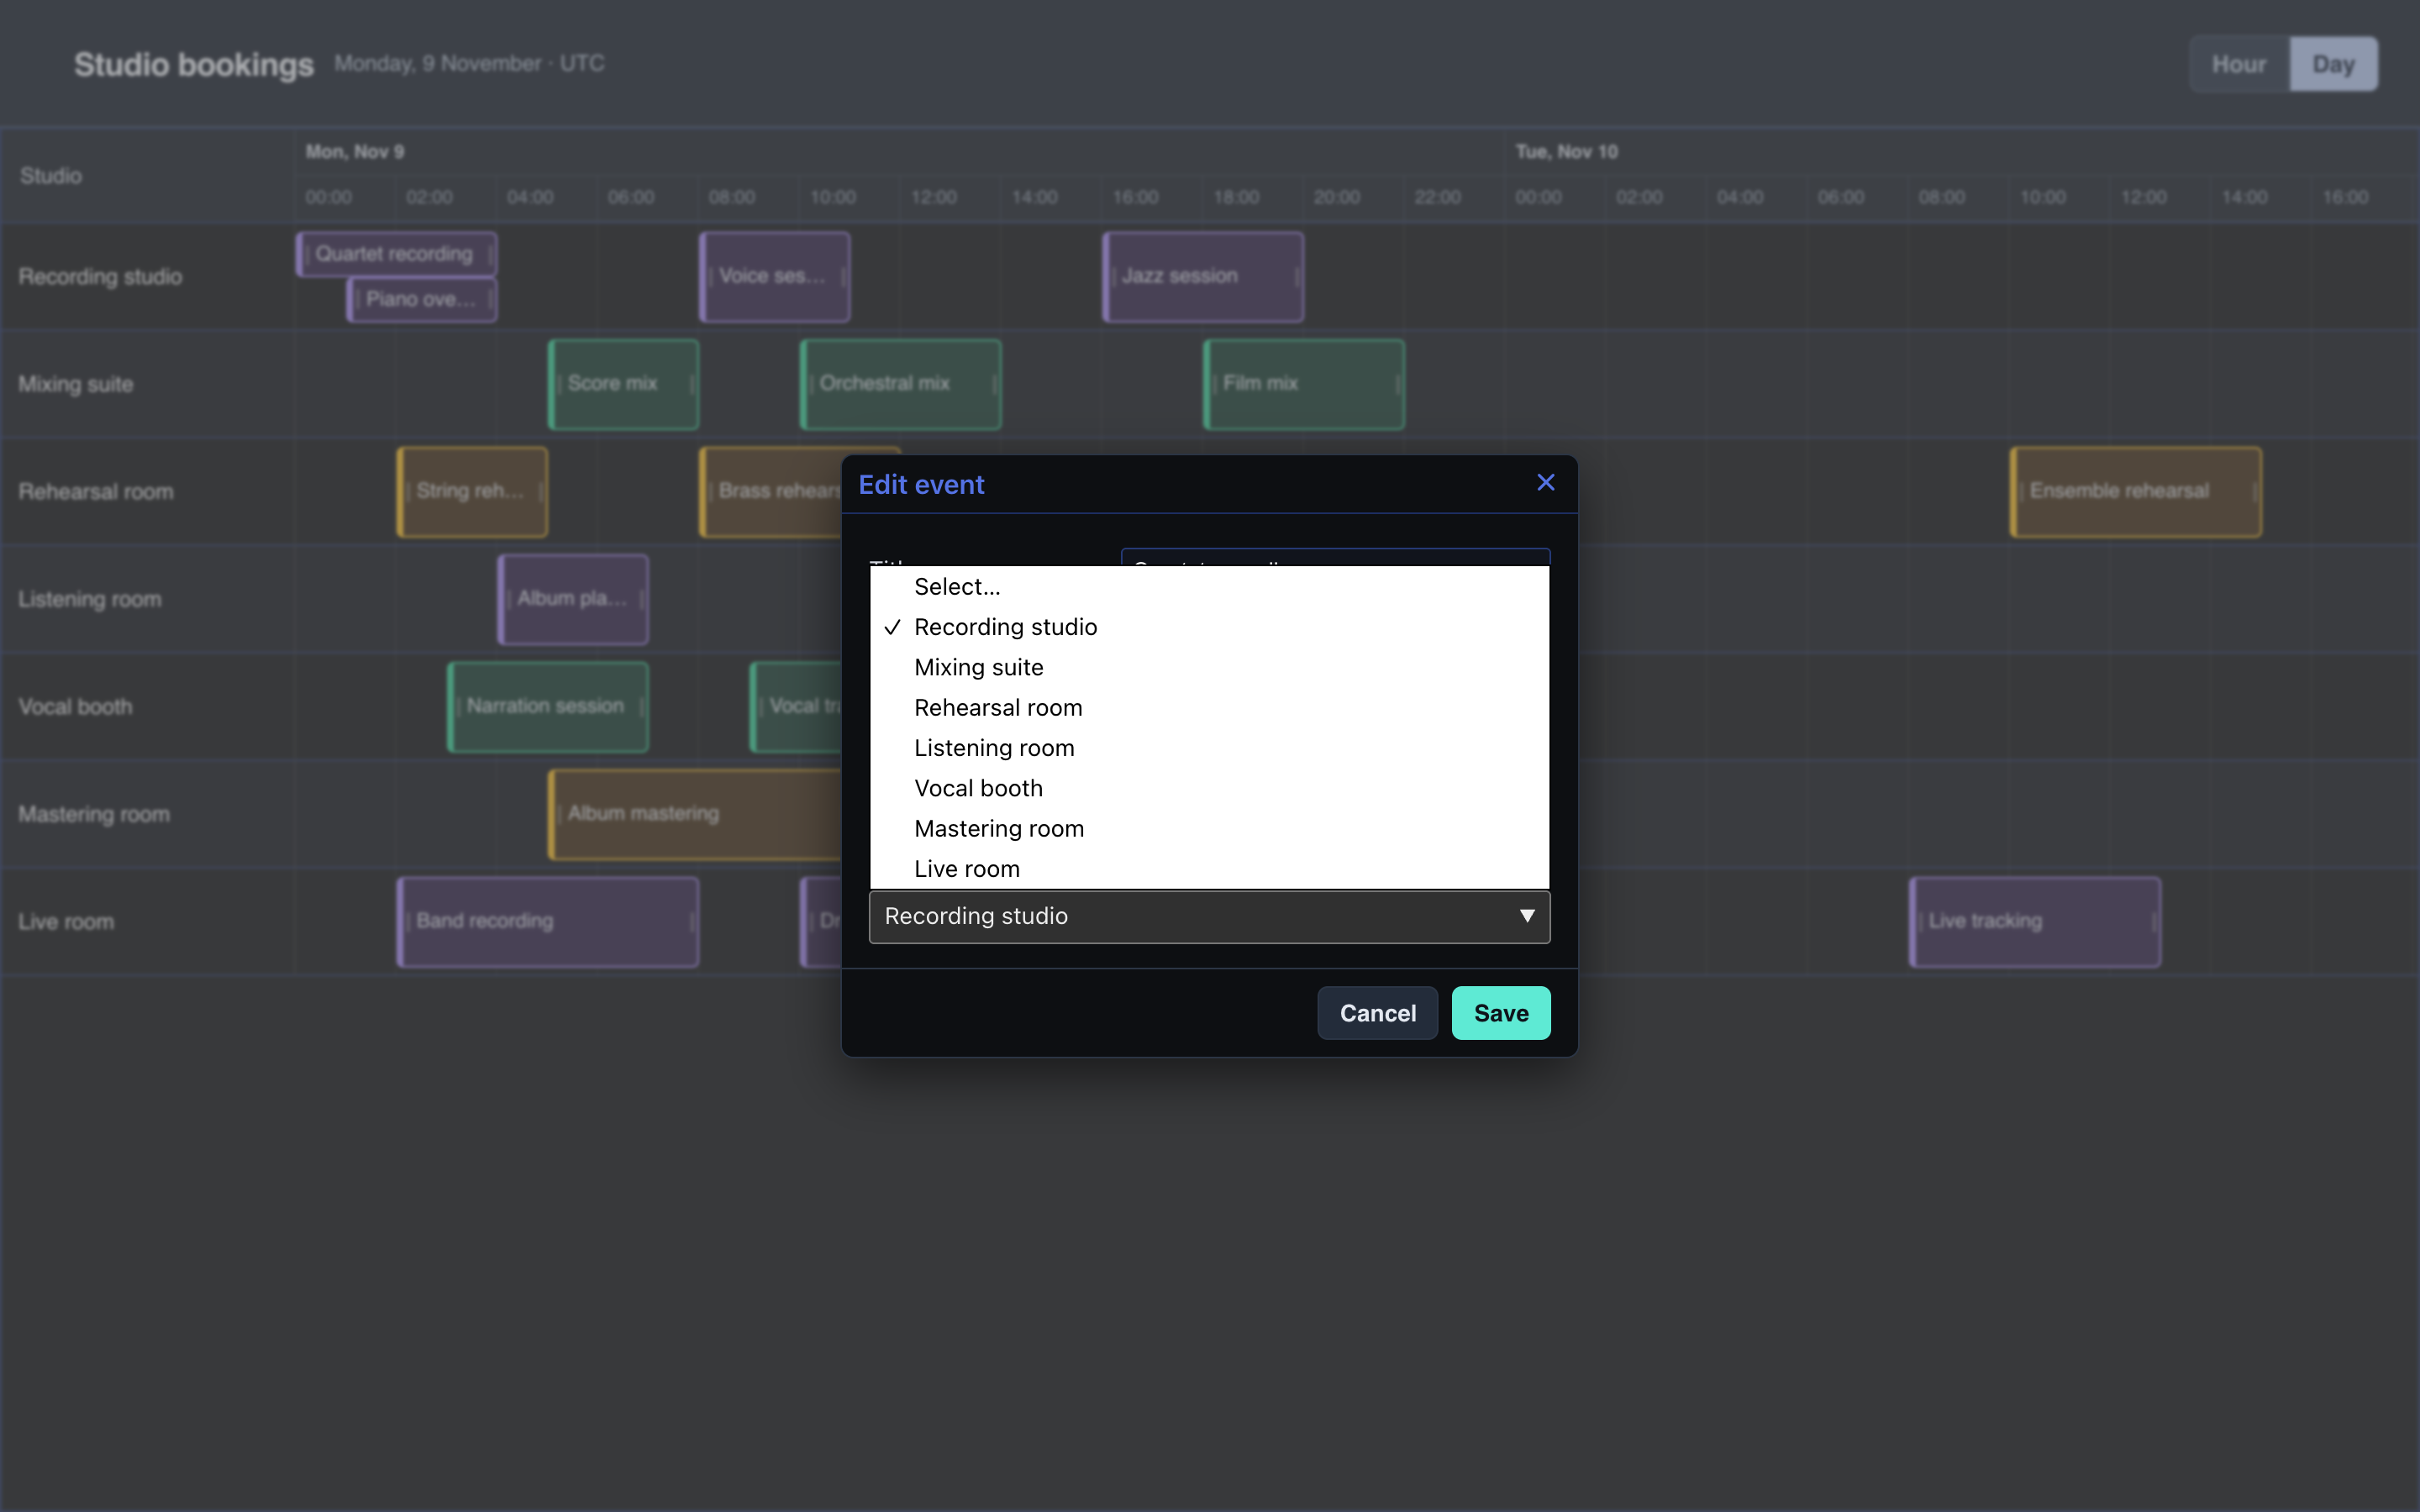 Studio bookings Monday, 9 November · UTC Hour Day
Studio Mon, Nov 9 Tue, Nov 10
00:00 02:00 04:00 06:00 08:00 10:00 12:00 14:00 16:00 18:00 20:00 22:00 00:00 02:00 04:00 06:00 08:00 10:00 12:00 14:00 16:00
Recording studio Quartet recording Voice ses... Jazz session
Piano ove...
Mixing suite Score mix Orchestral mix Film mix
Rehearsal room String reh... Brass Ensemble rehearsal
Listening room Album pla...
Vocal booth Narration session Vocal
Mastering room Album mastering
Live room Band recording Live tracking
Edit event
Select...
✓ Recording studio
Mixing suite
Rehearsal room
Listening room
Vocal booth
Mastering room
Live room
Recording studio ▼
Cancel Save